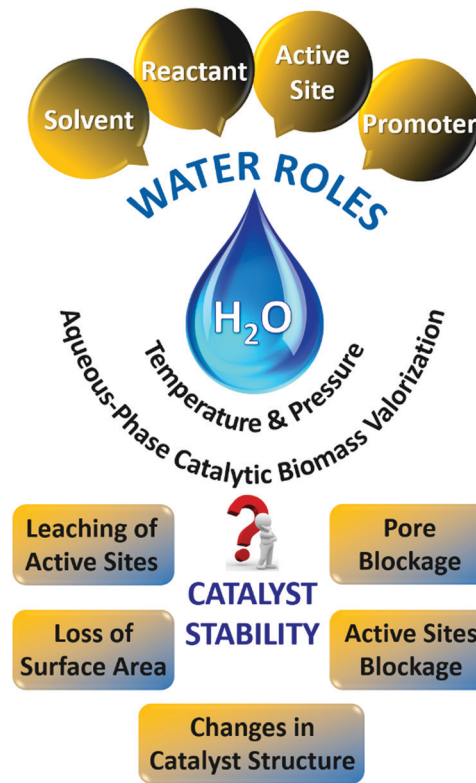 Solvent
Reactant
Active
Site
Promoter
WATER ROLES
H₂O
Temperature & Pressure
Aqueous-Phase Catalytic Biomass Valorization
Leaching of
Active Sites
?
Pore
Blockage
CATALYST
STABILITY
Loss of
Surface Area
Active Sites
Blockage
Changes in
Catalyst Structure